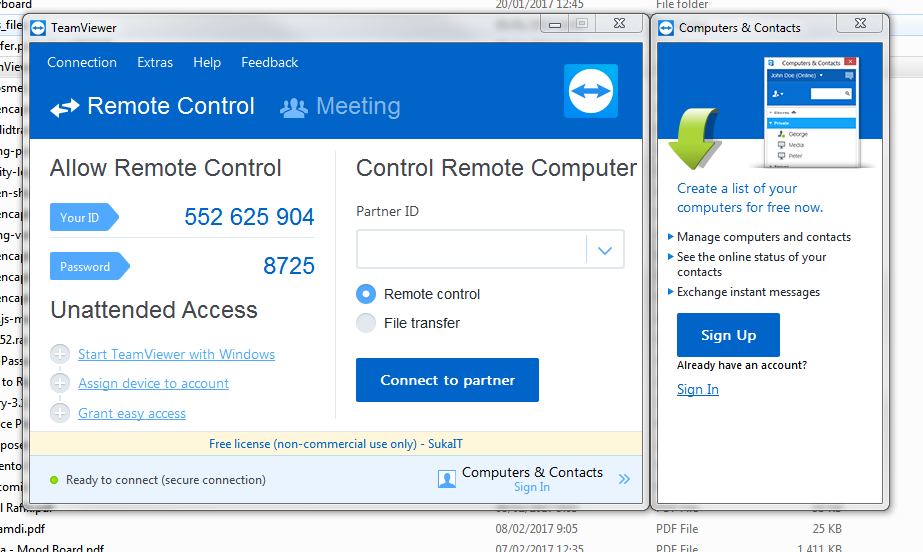 20/01/2017 12:45 File folder
TeamViewer
Connection Extras Help Feedback
Remote Control Meeting
Allow Remote Control
Your ID 552 625 904
Password 8725
Unattended Access
Start TeamViewer with Windows
Assign device to account
Grant easy access
Control Remote Computer
Partner ID
Remote control
File transfer
Connect to partner
Free license (non-commercial use only) - SukaIT
Ready to connect (secure connection)
Computers & Contacts
Sign In
Computers & Contacts
Computers & Contacts
John Doe (Online)
Private
George
Media
Peter
Create a list of your
computers for free now.
Manage computers and contacts
See the online status of your
contacts
Exchange instant messages
Sign Up
Already have an account?
Sign In
amdi.pdf 08/02/2017 9:05 PDF File 25 KB
a - Mood Board.pdf 07/02/2017 12:35 PDF File 1,411 KB